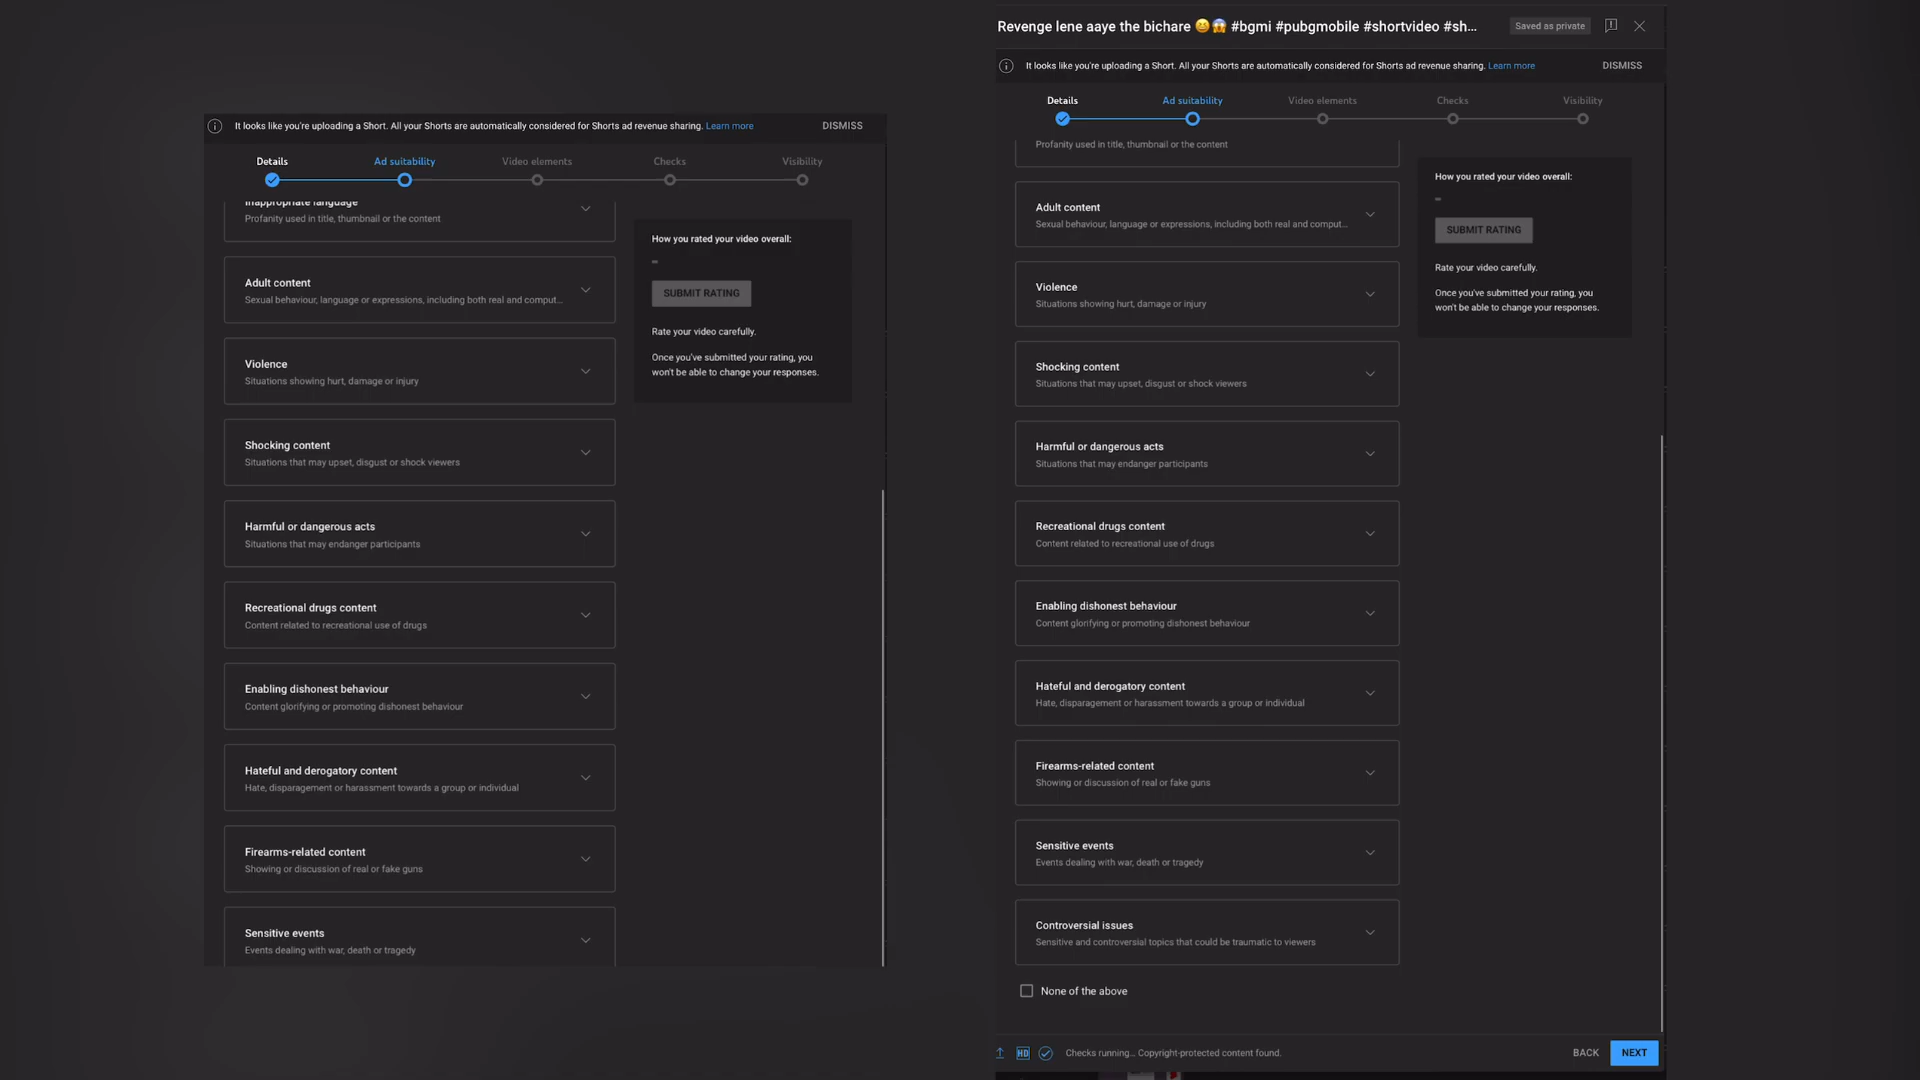 It looks like you're uploading a Short. All your Shorts are automatically considered for Shorts ad revenue sharing. Learn more DISMISS
Details Ad suitability Video elements Checks Visibility
Inappropriate language
Profanity used in title, thumbnail or the content
How you rated your video overall:
-
SUBMIT RATING
Rate your video carefully.
Once you've submitted your rating, you
won't be able to change your responses.
Adult content
Sexual behaviour, language or expressions, including both real and comput...
Violence
Situations showing hurt, damage or injury
Shocking content
Situations that may upset, disgust or shock viewers
Harmful or dangerous acts
Situations that may endanger participants
Recreational drugs content
Content related to recreational use of drugs
Enabling dishonest behaviour
Content glorifying or promoting dishonest behaviour
Hateful and derogatory content
Hate, disparagement or harassment towards a group or individual
Firearms-related content
Showing or discussion of real or fake guns
Sensitive events
Events dealing with war, death or tragedy
Revenge lene aaye the bichare 😆😱 #bgmi #pubgmobile #shortvideo #sh... Saved as private
It looks like you're uploading a Short. All your Shorts are automatically considered for Shorts ad revenue sharing. Learn more DISMISS
Details Ad suitability Video elements Checks Visibility
Profanity used in title, thumbnail or the content
How you rated your video overall:
-
SUBMIT RATING
Rate your video carefully.
Once you've submitted your rating, you
won't be able to change your responses.
Adult content
Sexual behaviour, language or expressions, including both real and comput...
Violence
Situations showing hurt, damage or injury
Shocking content
Situations that may upset, disgust or shock viewers
Harmful or dangerous acts
Situations that may endanger participants
Recreational drugs content
Content related to recreational use of drugs
Enabling dishonest behaviour
Content glorifying or promoting dishonest behaviour
Hateful and derogatory content
Hate, disparagement or harassment towards a group or individual
Firearms-related content
Showing or discussion of real or fake guns
Sensitive events
Events dealing with war, death or tragedy
Controversial issues
Sensitive and controversial topics that could be traumatic to viewers
None of the above
HD Checks running... Copyright-protected content found. BACK NEXT